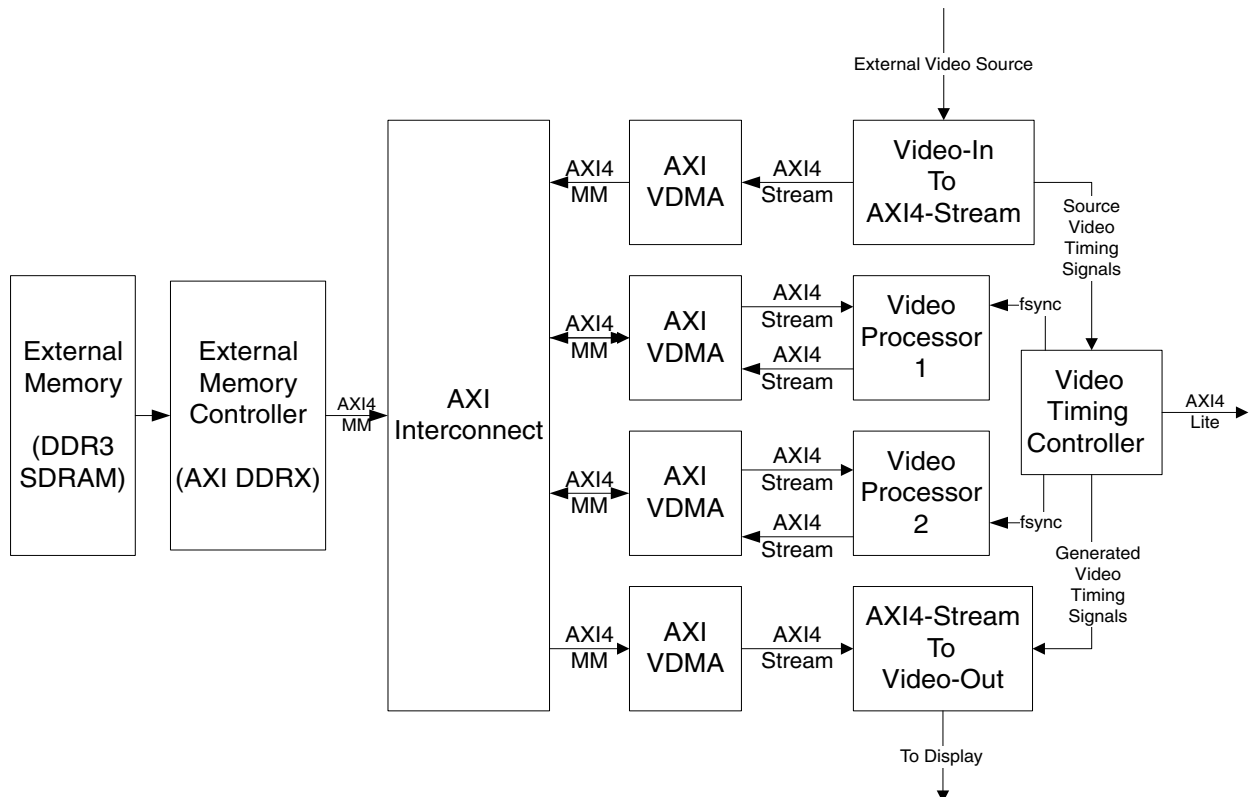 External Video Source
Video-In
To
AXI4-Stream
AXI4
Stream
AXI
VDMA
AXI4
MM
Source
Video
Timing
Signals
External
Memory
(DDR3
SDRAM)
External
Memory
Controller
(AXI DDRX)
AXI4
MM
AXI
Interconnect
AXI4
MM
AXI
VDMA
AXI4
Stream
AXI4
Stream
Video
Processor
1
fsync
Video
Timing
Controller
AXI4
Lite
AXI4
MM
AXI
VDMA
AXI4
Stream
AXI4
Stream
Video
Processor
2
fsync
Generated
Video
Timing
Signals
AXI4
MM
AXI
VDMA
AXI4
Stream
AXI4-Stream
To
Video-Out
To Display